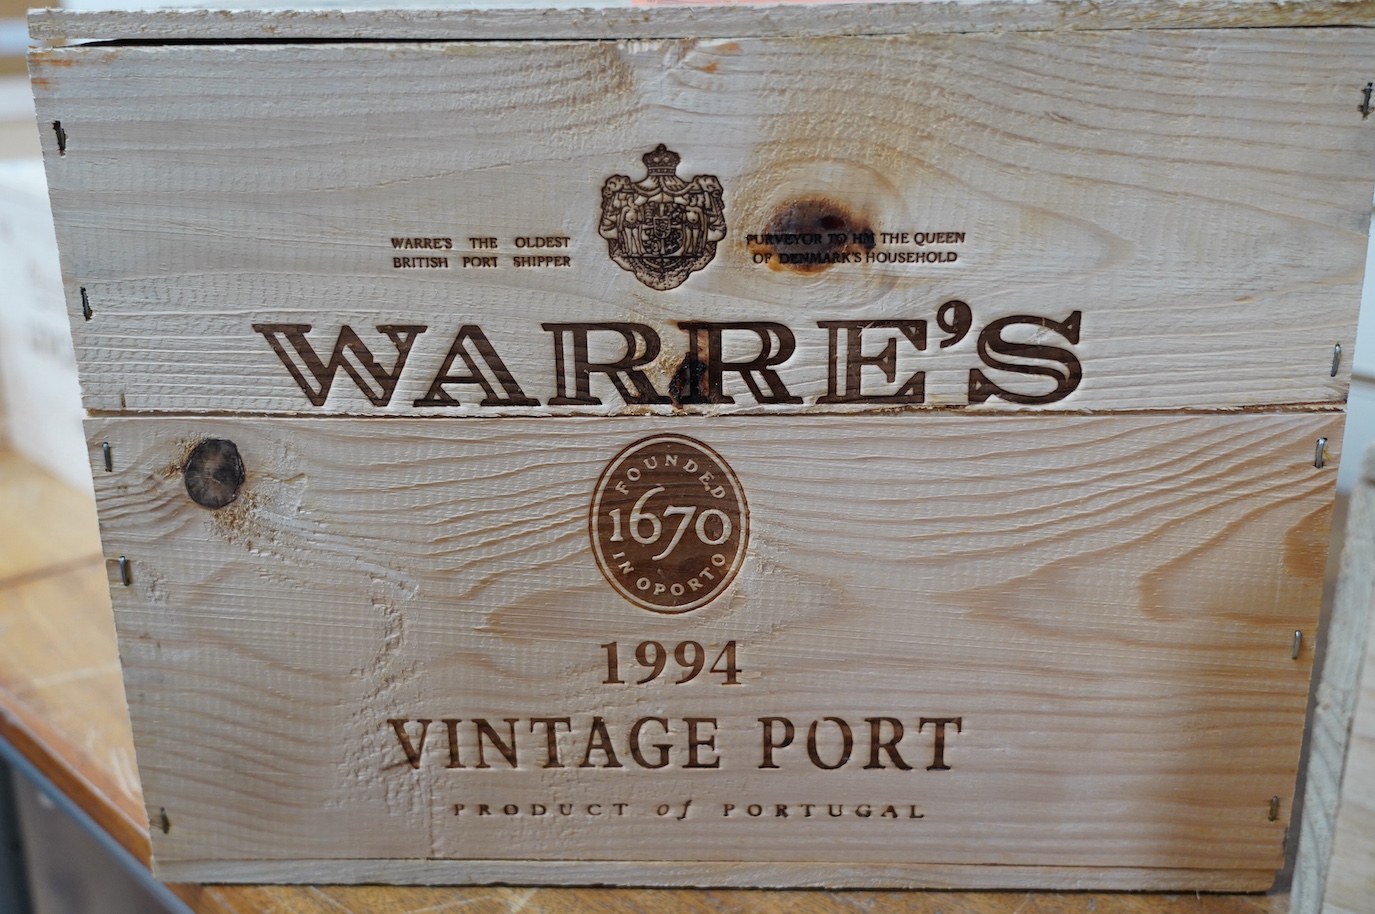 WARRE'S THE OLDEST
BRITISH PORT SHIPPER
PURVEYOR TO HM THE QUEEN
OF DENMARK'S HOUSEHOLD
WARRE'S
FOUNDED
1670
IN OPORTO
1994
VINTAGE PORT
PRODUCT of PORTUGAL